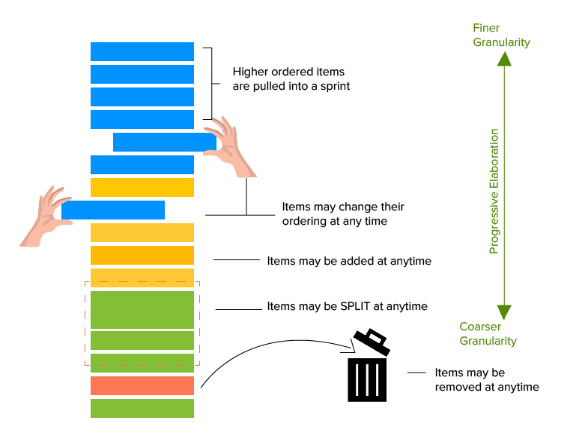 Finer
Granularity
Higher ordered items
are pulled into a sprint
Progressive Elaboration
Items may change their
ordering at any time
Items may be added at anytime
Items may be SPLIT at anytime
Coarser
Granularity
Items may be
removed at anytime